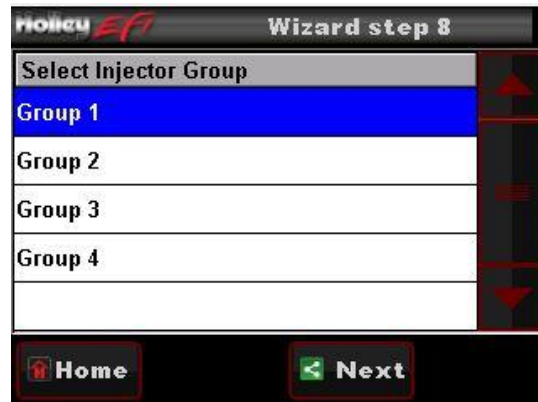 Holley EFI
Wizard step 8
Select Injector Group
Group 1
Group 2
Group 3
Group 4
Home
Next